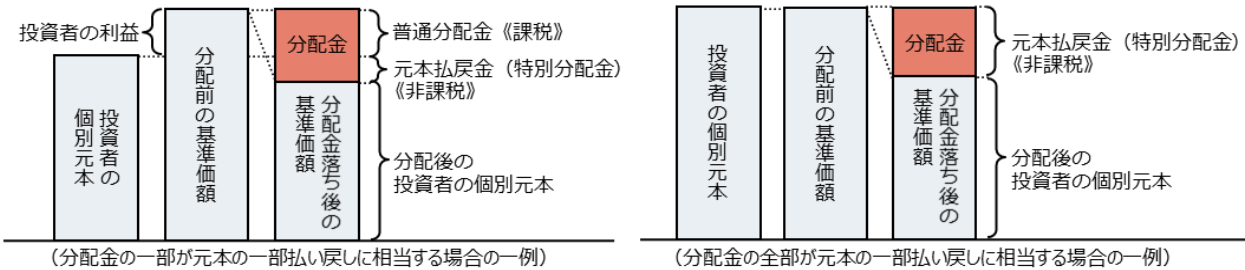 投資者の利益
投資者の
個別元本
分配前の基準価額
分配金
分配金落ち後の
基準価額
普通分配金《課税》
元本払戻金（特別分配金）
《非課税》
分配後の
投資者の個別元本
（分配金の一部が元本の一部払い戻しに相当する場合の一例）
投資者の個別元本
分配前の基準価額
分配金
分配金落ち後の
基準価額
元本払戻金（特別分配金）
《非課税》
分配後の
投資者の個別元本
（分配金の全部が元本の一部払い戻しに相当する場合の一例）